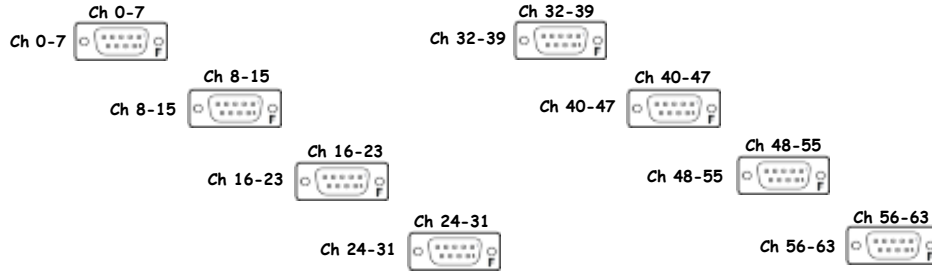 Ch 0-7
Ch 0-7
F
Ch 8-15
Ch 8-15
F
Ch 16-23
Ch 16-23
F
Ch 24-31
Ch 24-31
F
Ch 32-39
Ch 32-39
F
Ch 40-47
Ch 40-47
F
Ch 48-55
Ch 48-55
F
Ch 56-63
Ch 56-63
F